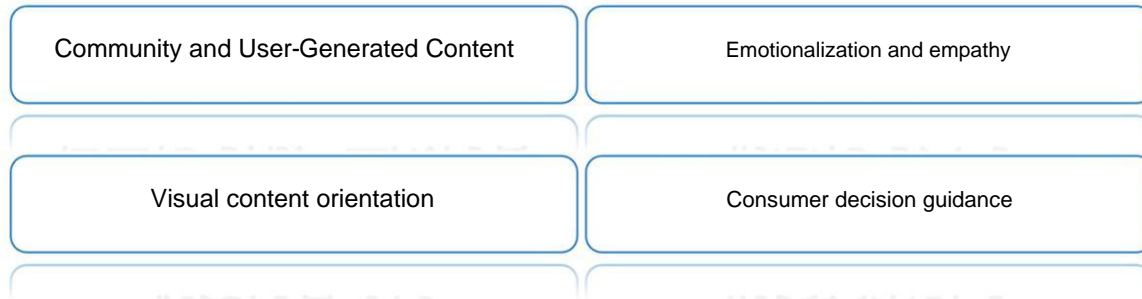 Community and User-Generated Content
Emotionalization and empathy
Visual content orientation
Consumer decision guidance